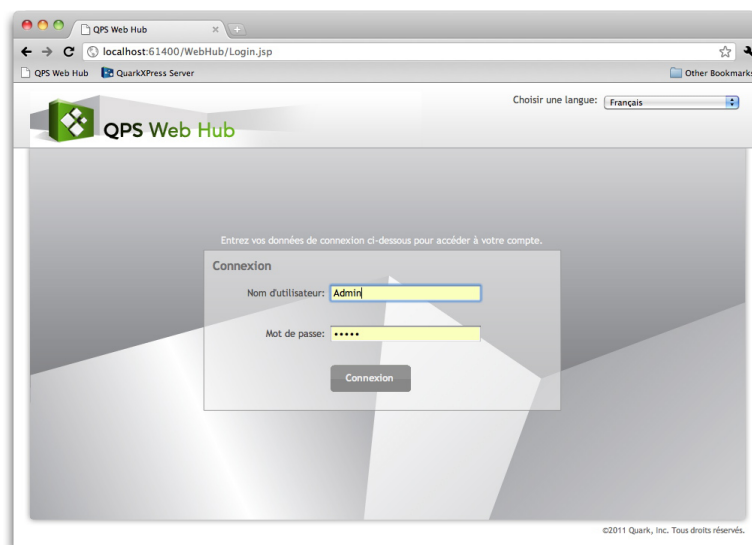 QPS Web Hub
localhost:61400/WebHub/Login.jsp
QPS Web Hub QuarkXPress Server Other Bookmarks
Choisir une langue: Français
QPS Web Hub
Entrez vos données de connexion ci-dessous pour accéder à votre compte.
Connexion
Nom d'utilisateur: Admin
Mot de passe: •••••
Connexion
©2011 Quark, Inc. Tous droits réservés.